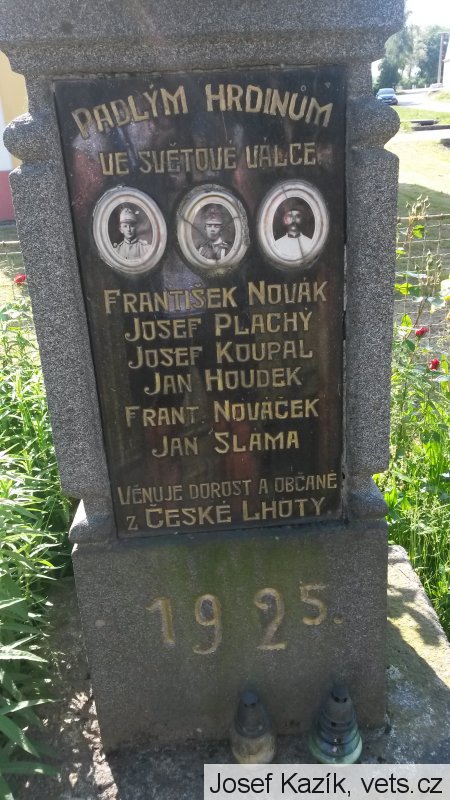 PADLÝM HRDINŮM
VE SVĚTOVÉ VÁLCE.
FRANTIŠEK NOVÁK
JOSEF PLACHÝ
JOSEF KOUPAL
JAN HOUDEK
FRANT. NOVÁČEK
JAN SLAMA
VĚNUJE DOROST A OBČANÉ
Z ČESKÉ LHOTY.
1925.
Josef Kazík, vets.cz